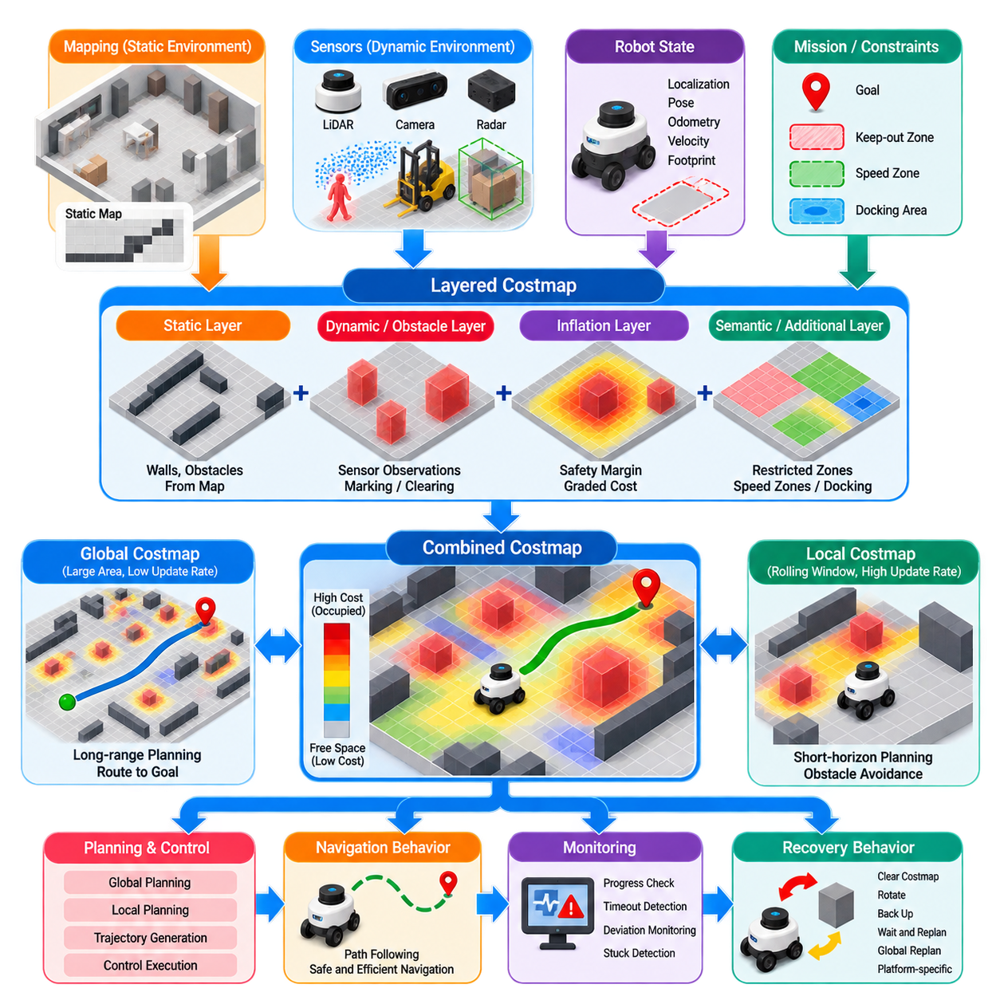 Mapping (Static Environment)
Static Map
Sensors (Dynamic Environment)
LiDAR
Camera
Radar
Robot State
Localization
Pose
Odometry
Velocity
Footprint
Mission / Constraints
Goal
Keep-out Zone
Speed Zone
Docking Area
Layered Costmap
Static Layer
Walls, Obstacles
From Map
+
Dynamic / Obstacle Layer
Sensor Observations
Marking / Clearing
+
Inflation Layer
Safety Margin
Graded Cost
+
Semantic / Additional Layer
Restricted Zones
Speed Zones / Docking
Global Costmap
(Large Area, Low Update Rate)
Long-range Planning
Route to Goal
Combined Costmap
High Cost
(Occupied)
Free Space
(Low Cost)
Local Costmap
(Rolling Window, High Update Rate)
Short-horizon Planning
Obstacle Avoidance
Planning & Control
Global Planning
Local Planning
Trajectory Generation
Control Execution
Navigation Behavior
Path Following
Safe and Efficient Navigation
Monitoring
Progress Check
Timeout Detection
Deviation Monitoring
Stuck Detection
Recovery Behavior
Clear Costmap
Rotate
Back Up
Wait and Replan
Global Replan
Platform-specific